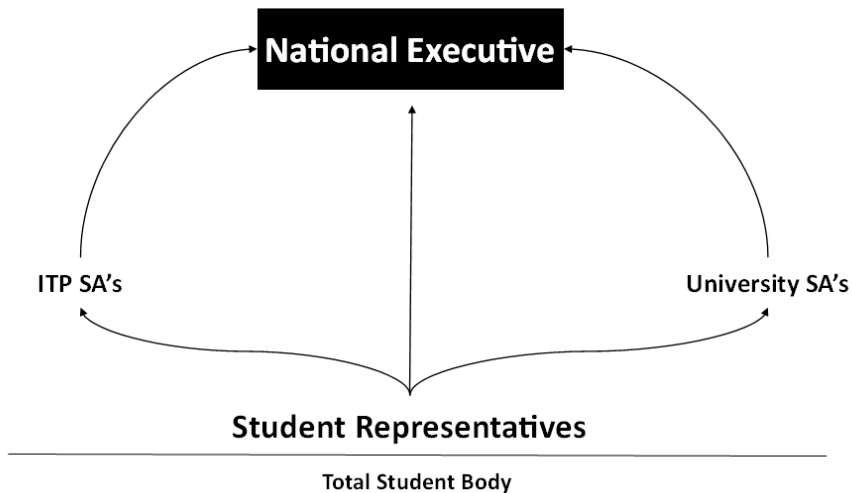 National Executive
ITP SA’s
University SA’s
Student Representatives
Total Student Body